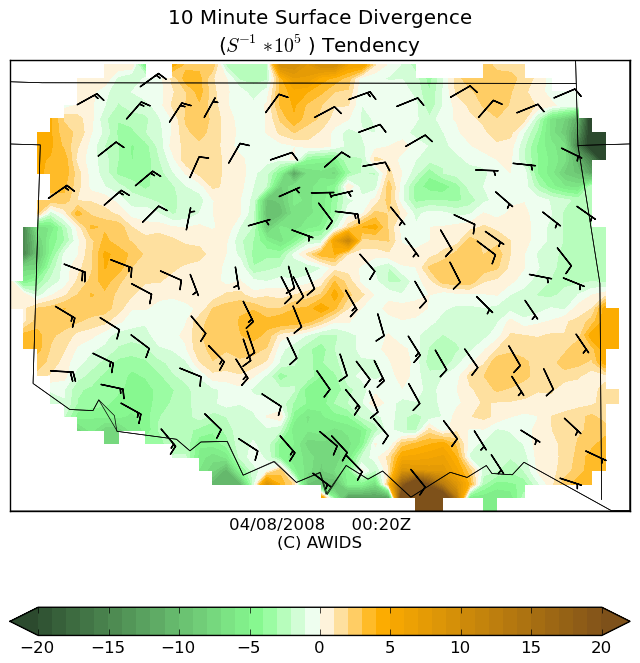 10 Minute Surface Divergence
(S⁻¹ * 10⁵ ) Tendency
04/08/2008 00:20Z
(C) AWIDS
−20 −15 −10 −5 0 5 10 15 20